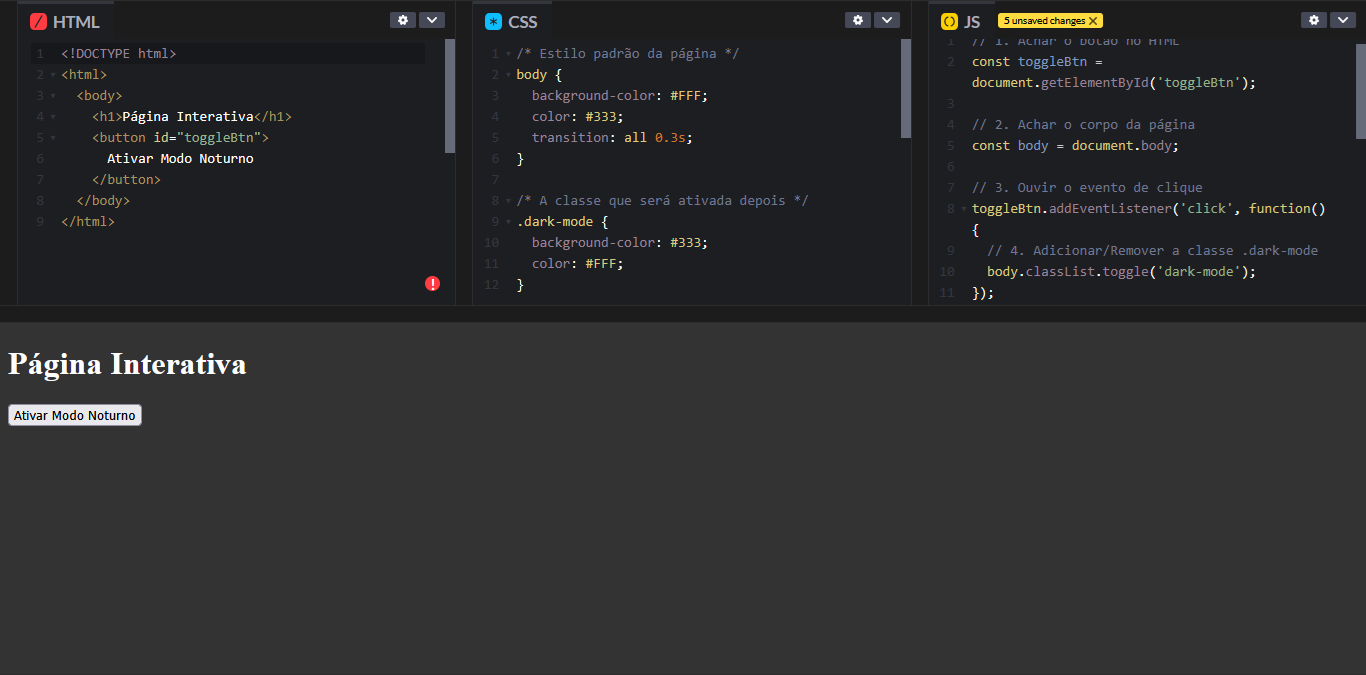 HTML
1 <!DOCTYPE html>
2 <html>
3 <body>
4 <h1>Página Interativa</h1>
5 <button id="toggleBtn">
6 Ativar Modo Noturno
7 </button>
8 </body>
9 </html>
CSS
1 /* Estilo padrão da página */
2 body {
3 background-color: #FFF;
4 color: #333;
5 transition: all 0.3s;
6 }
7
8 /* A classe que será ativada depois */
9 .dark-mode {
10 background-color: #333;
11 color: #FFF;
12 }
JS 5 unsaved changes X
1 // 1. Achar o botão no HTML
2 const toggleBtn =
document.getElementById('toggleBtn');
3
4 // 2. Achar o corpo da página
5 const body = document.body;
6
7 // 3. Ouvir o evento de clique
8 toggleBtn.addEventListener('click', function()
{
9 // 4. Adicionar/Remover a classe .dark-mode
10 body.classList.toggle('dark-mode');
11 });
Página Interativa
Ativar Modo Noturno